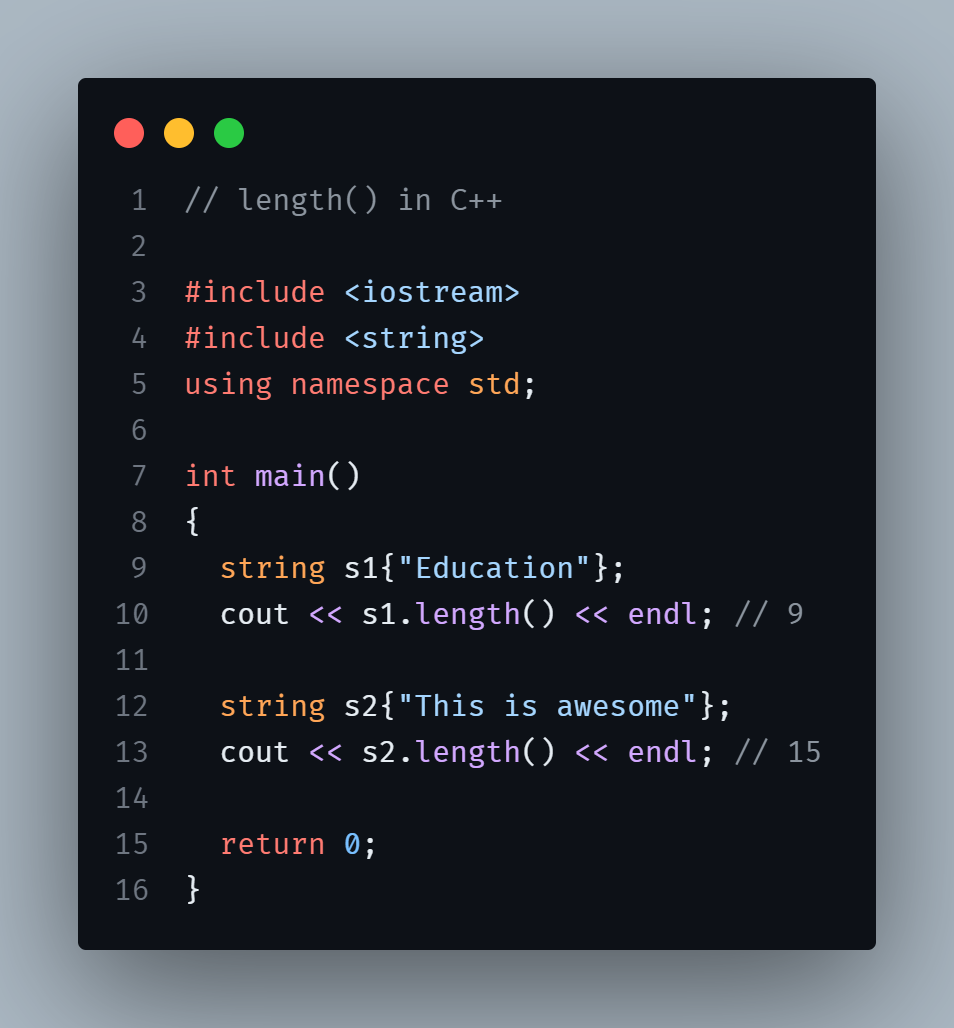 1 // length() in C++
2
3 #include <iostream>
4 #include <string>
5 using namespace std;
6
7 int main()
8 {
9   string s1{"Education"};
10   cout << s1.length() << endl; // 9
11
12   string s2{"This is awesome"};
13   cout << s2.length() << endl; // 15
14
15   return 0;
16 }